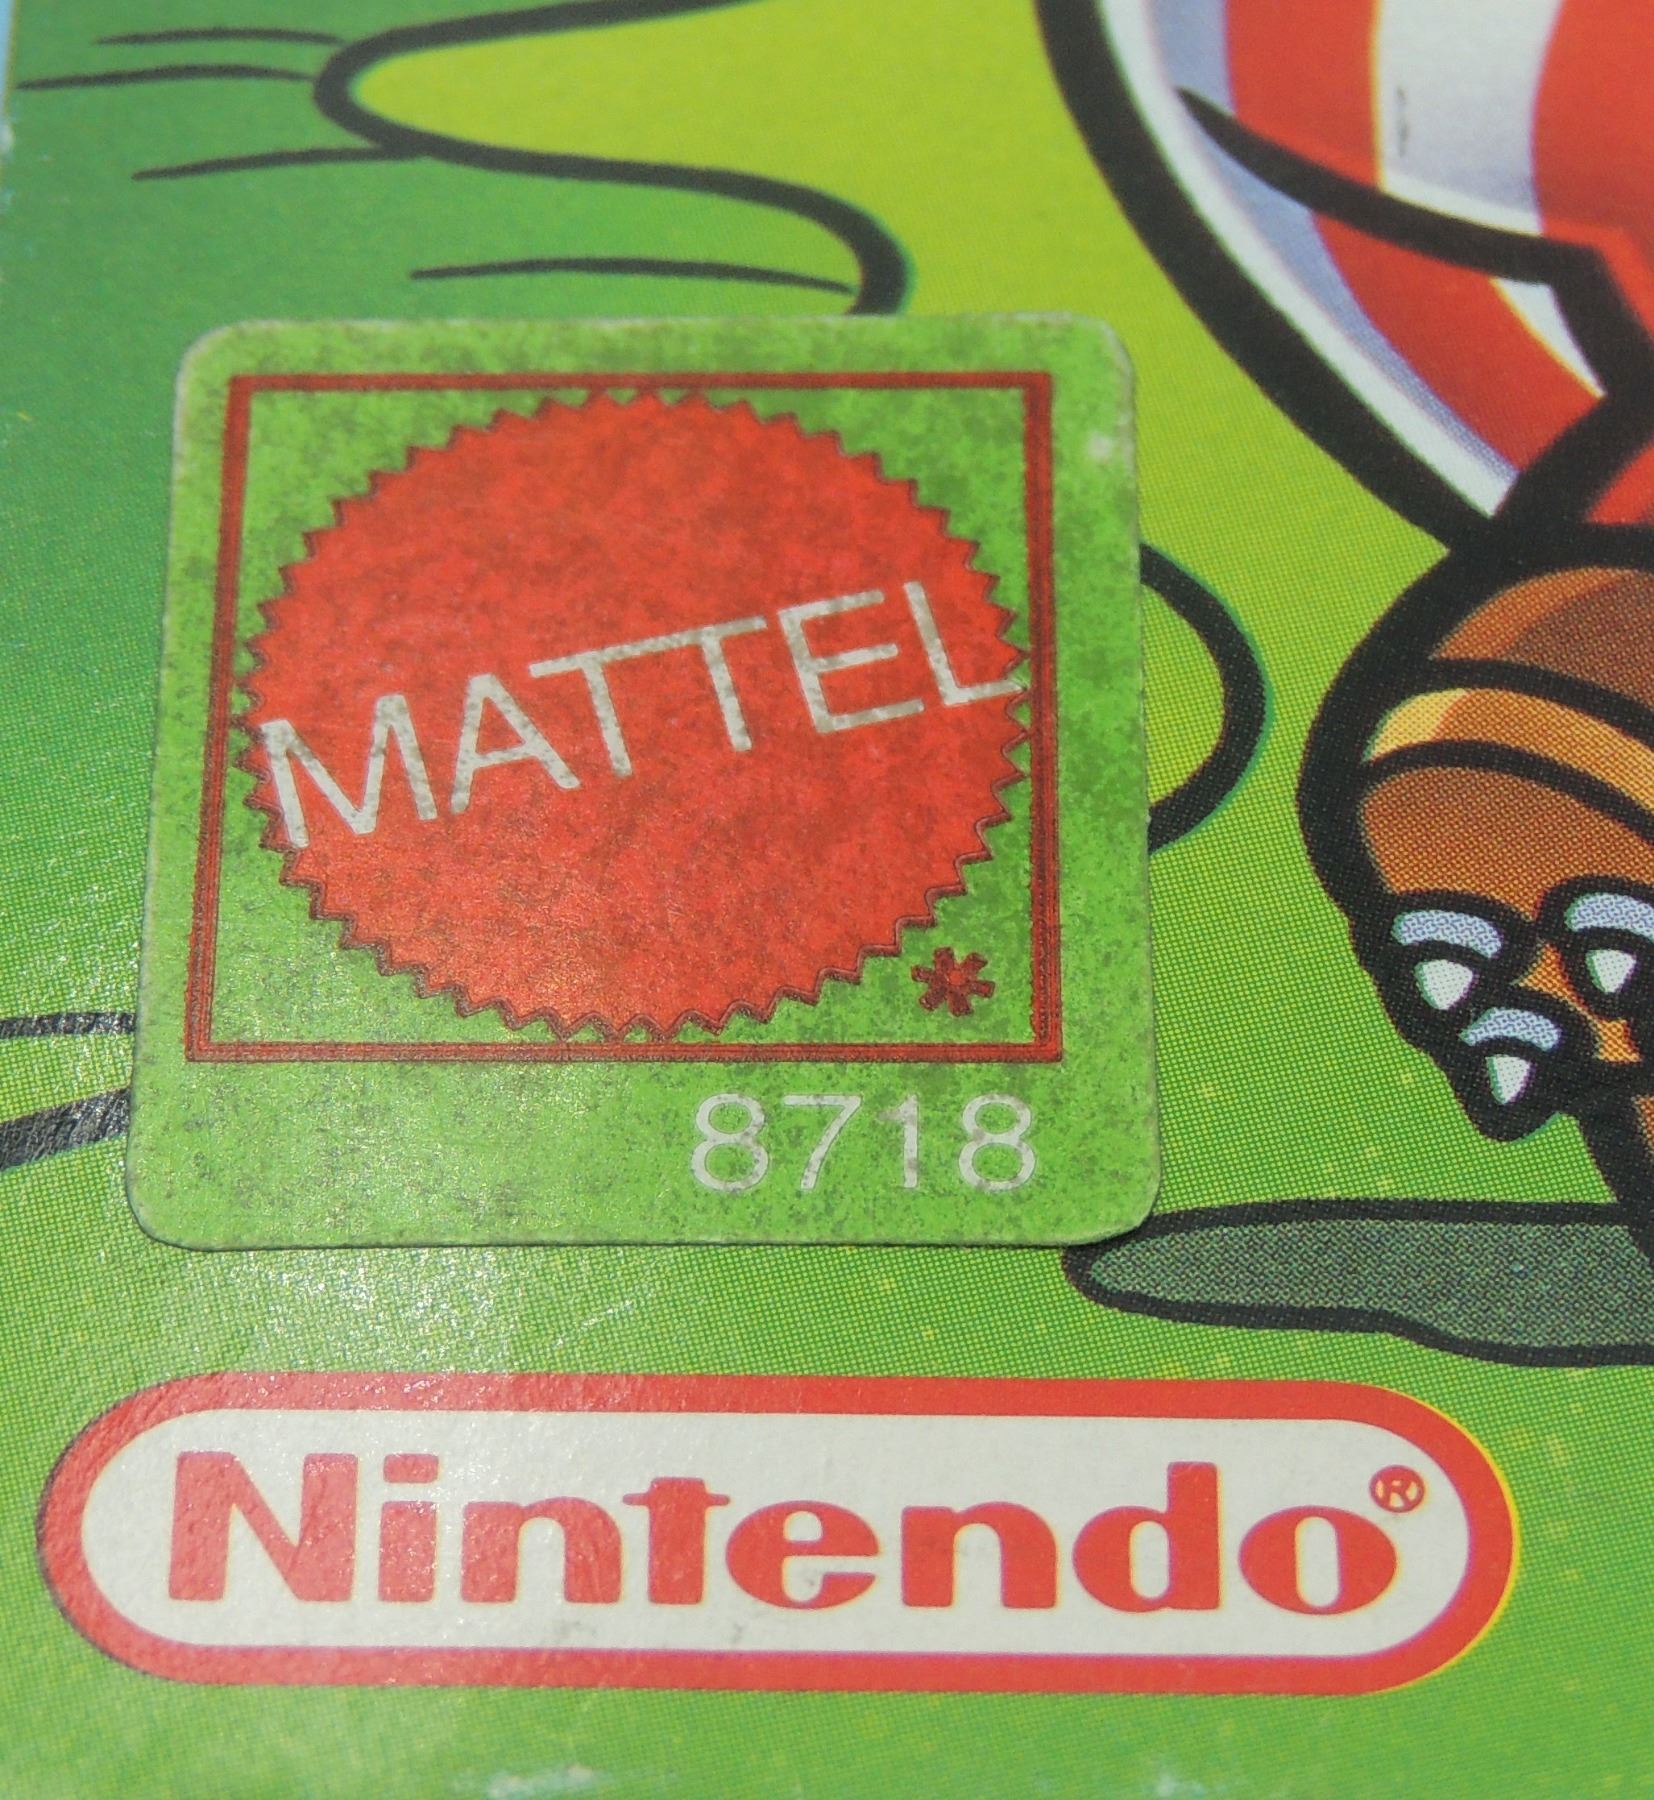 MATTEL
*
8718
Nintendo®